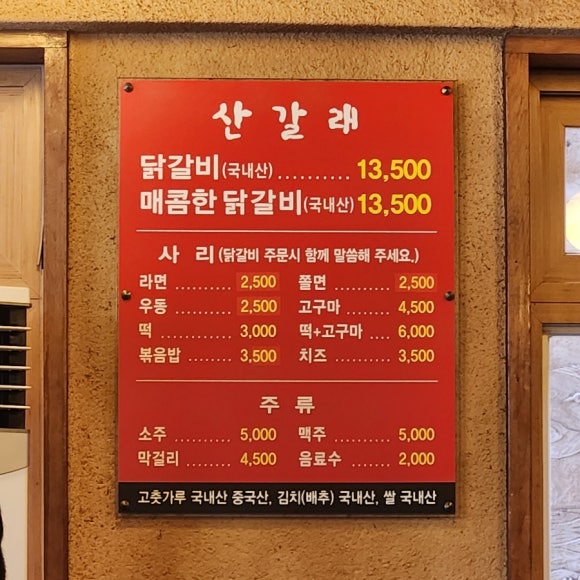 산갈래
닭갈비(국내산) .......... 13,500
매콤한 닭갈비(국내산) 13,500
사 리 (닭갈비 주문시 함께 말씀해 주세요.)
라면 ......... 2,500 쫄면 ......... 2,500
우동 ......... 2,500 고구마 ....... 4,500
떡 ......... 3,000 떡+고구마 .... 6,000
볶음밥 ....... 3,500 치즈 ......... 3,500
주 류
소주 ......... 5,000 맥주 ......... 5,000
막걸리 ....... 4,500 음료수 ....... 2,000
고춧가루 국내산 중국산, 김치(배추) 국내산, 쌀 국내산